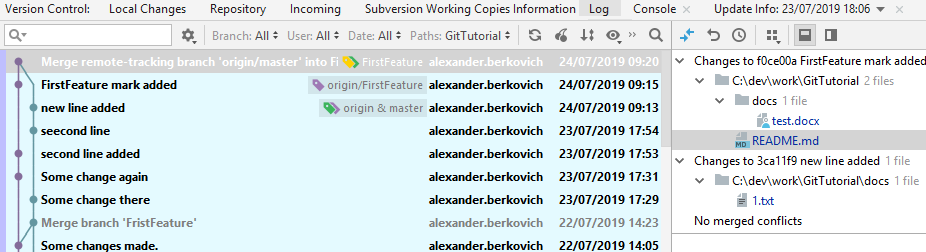 Version Control: Local Changes Repository Incoming Subversion Working Copies Information Log Console Update Info: 23/07/2019 18:06
Branch: All User: All Date: All Paths: GitTutorial
Merge remote-tracking branch 'origin/master' into Fi FirstFeature alexander.berkovich 24/07/2019 09:20
FirstFeature mark added origin/FirstFeature alexander.berkovich 24/07/2019 09:15
new line added origin & master alexander.berkovich 24/07/2019 09:13
seecond line alexander.berkovich 23/07/2019 17:54
second line added alexander.berkovich 23/07/2019 17:53
Some change again alexander.berkovich 23/07/2019 17:31
Some change there alexander.berkovich 23/07/2019 17:29
Merge branch 'FristFeature' alexander.berkovich 22/07/2019 14:23
Some changes made. alexander.berkovich 22/07/2019 14:05
Changes to f0ce00a FirstFeature mark added
C:\dev\work\GitTutorial 2 files
docs 1 file
test.docx
MD README.md
Changes to 3ca11f9 new line added 1 file
C:\dev\work\GitTutorial\docs 1 file
1.txt
No merged conflicts